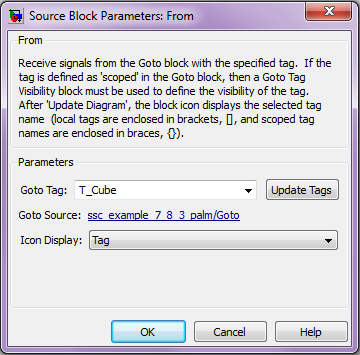 Source Block Parameters: From
From
Receive signals from the Goto block with the specified tag.  If the
tag is defined as 'scoped' in the Goto block, then a Goto Tag
Visibility block must be used to define the visibility of the tag.
After 'Update Diagram', the block icon displays the selected tag
name  (local tags are enclosed in brackets, [], and scoped tag
names are enclosed in braces, {}).
Parameters
Goto Tag: T_Cube Update Tags
Goto Source: ssc_example_7_8_3_palm/Goto
Icon Display: Tag
OK Cancel Help